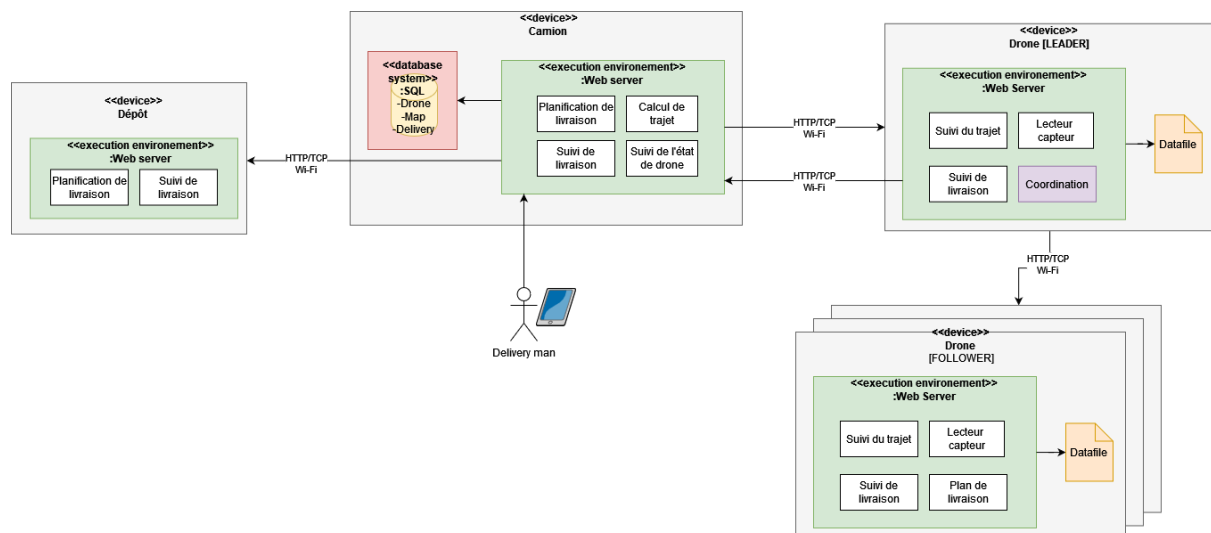 <<device>>
Dépôt
<<execution environement>>
:Web server
Planification de
livraison
Suivi de
livraison
HTTP/TCP
Wi-Fi
<<device>>
Camion
<<database
system>>
:SQL
-Drone
-Map
-Delivery
<<execution environement>>
:Web server
Planification de
livraison
Calcul de
trajet
Suivi de
livraison
Suivi de l'état
de drone
Delivery man
HTTP/TCP
Wi-Fi
HTTP/TCP
Wi-Fi
<<device>>
Drone [LEADER]
<<execution environement>>
:Web Server
Suivi du trajet
Lecteur
capteur
Suivi de
livraison
Coordination
Datafile
HTTP/TCP
Wi-Fi
<<device>>
Drone
[FOLLOWER]
<<execution environement>>
:Web Server
Suivi du trajet
Lecteur
capteur
Suivi de
livraison
Plan de
livraison
Datafile